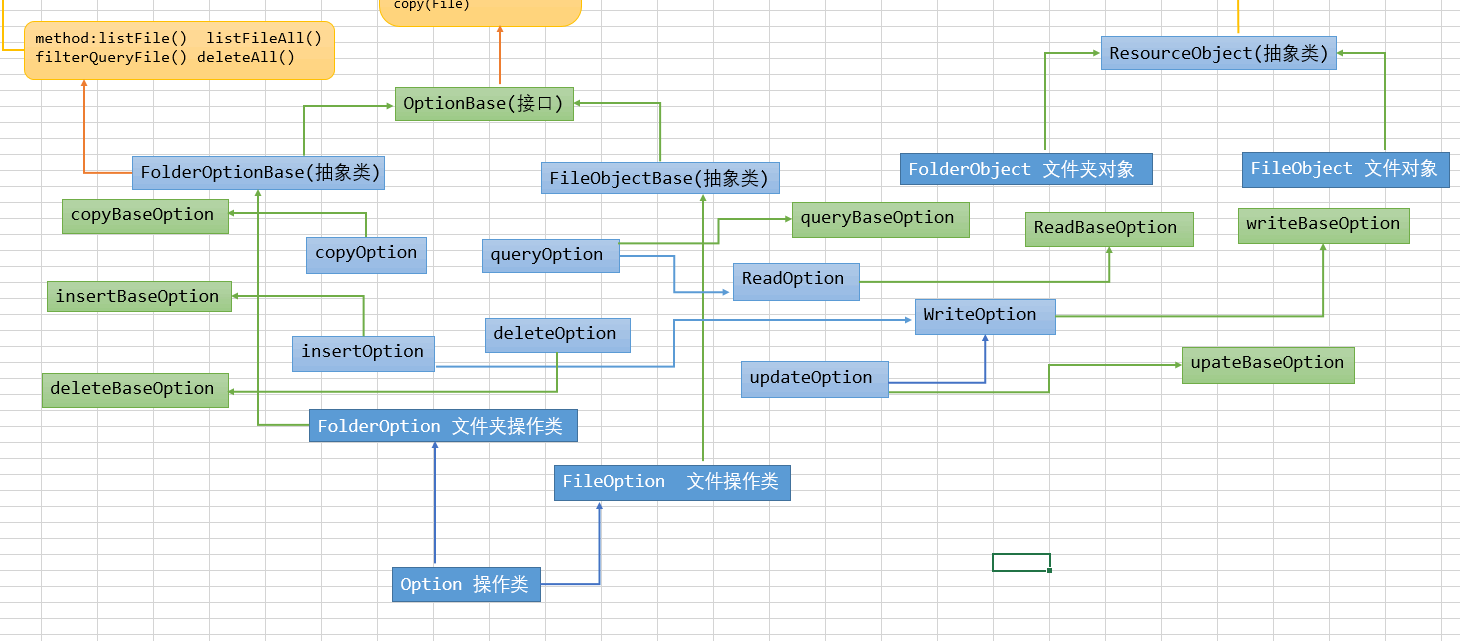 copy(File)
method:listFile() listFileAll()
filterQueryFile() deleteAll()
ResourceObject(抽象类)
OptionBase(接口)
FolderOptionBase(抽象类)
FileObjectBase(抽象类)
FolderObject 文件夹对象
FileObject 文件对象
copyBaseOption
queryBaseOption
ReadBaseOption
writeBaseOption
copyOption
queryOption
ReadOption
insertBaseOption
WriteOption
deleteOption
insertOption
updateOption
upateBaseOption
deleteBaseOption
FolderOption 文件夹操作类
FileOption 文件操作类
Option 操作类